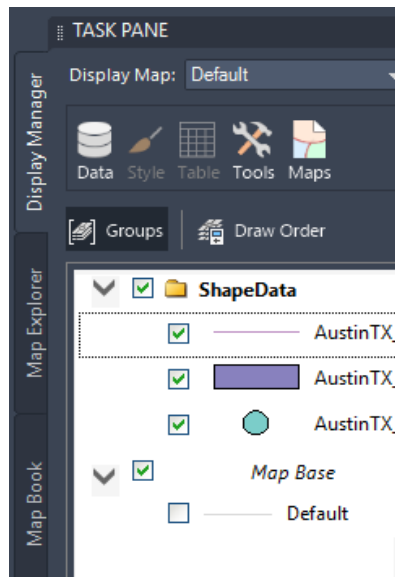 TASK PANE
Display Map: Default
Data Style Table Tools Maps
Groups Draw Order
ShapeData
AustinTX_
AustinTX_
AustinTX_
Map Base
Default
Display Manager
Map Explorer
Map Book